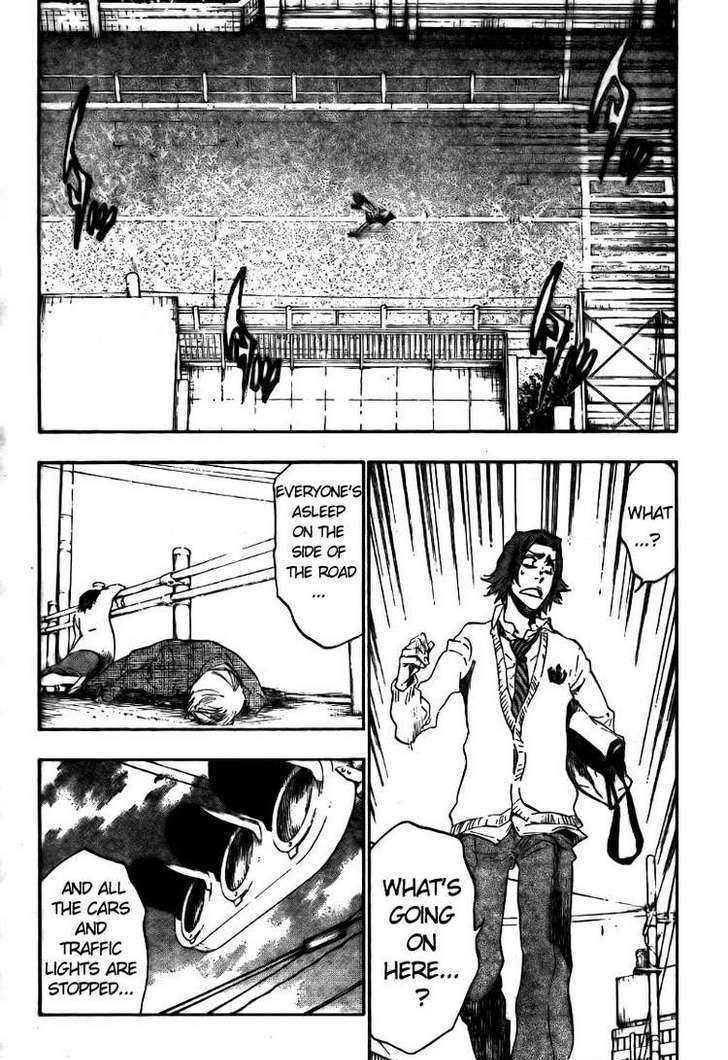 WHAT
...?
EVERYONE'S
ASLEEP
ON THE
SIDE OF
THE ROAD
...
AND ALL
THE CARS
AND
TRAFFIC
LIGHTS ARE
STOPPED...
WHAT'S
GOING
ON
HERE...
?